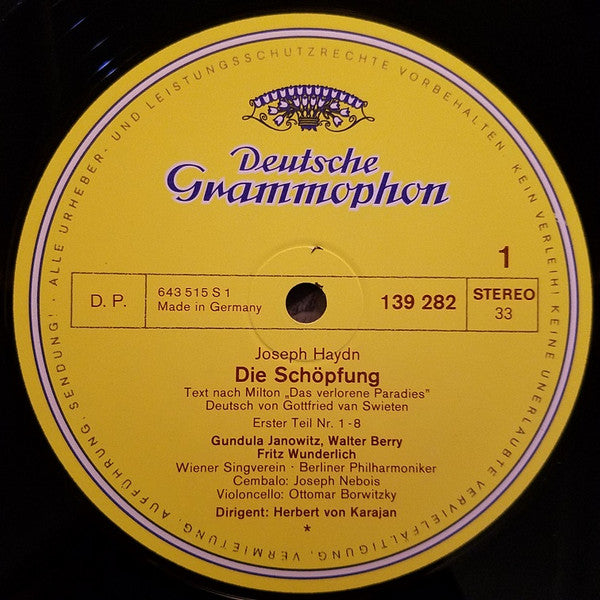 ALLE URHEBER- UND LEISTUNGSSCHUTZRECHTE VORBEHALTEN. KEIN VERLEIH! KEINE UNERLAUBTE VERVIELFÄLTIGUNG, VERMIETUNG, AUFFÜHRUNG, SENDUNG! ·
Deutsche
Grammophon
1
D. P.
643 515 S 1
Made in Germany
139 282
STEREO
33
Joseph Haydn
Die Schöpfung
Text nach Milton „Das verlorene Paradies"
Deutsch von Gottfried van Swieten
Erster Teil Nr. 1 - 8
Gundula Janowitz, Walter Berry
Fritz Wunderlich
Wiener Singverein · Berliner Philharmoniker
Cembalo: Joseph Nebois
Violoncello: Ottomar Borwitzky
Dirigent: Herbert von Karajan
*